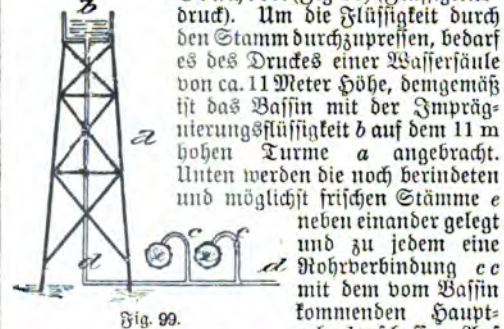 b
druck). Um die Flüssigkeit durch
den Stamm durchzupressen, bedarf
es des Druckes einer Wassersäule
von ca. 11 Meter Höhe, demgemäß
ist das Bassin mit der Impräg-
nierungsflüssigkeit b auf dem 11 m
hohen Turme a angebracht.
Unten werden die noch berindeten
und möglichst frischen Stämme e
neben einander gelegt
und zu jedem eine
Rohrverbindung c c
mit dem vom Bassin
kommenden Haupt-
a
c c
e e
d d
Fig. 99.